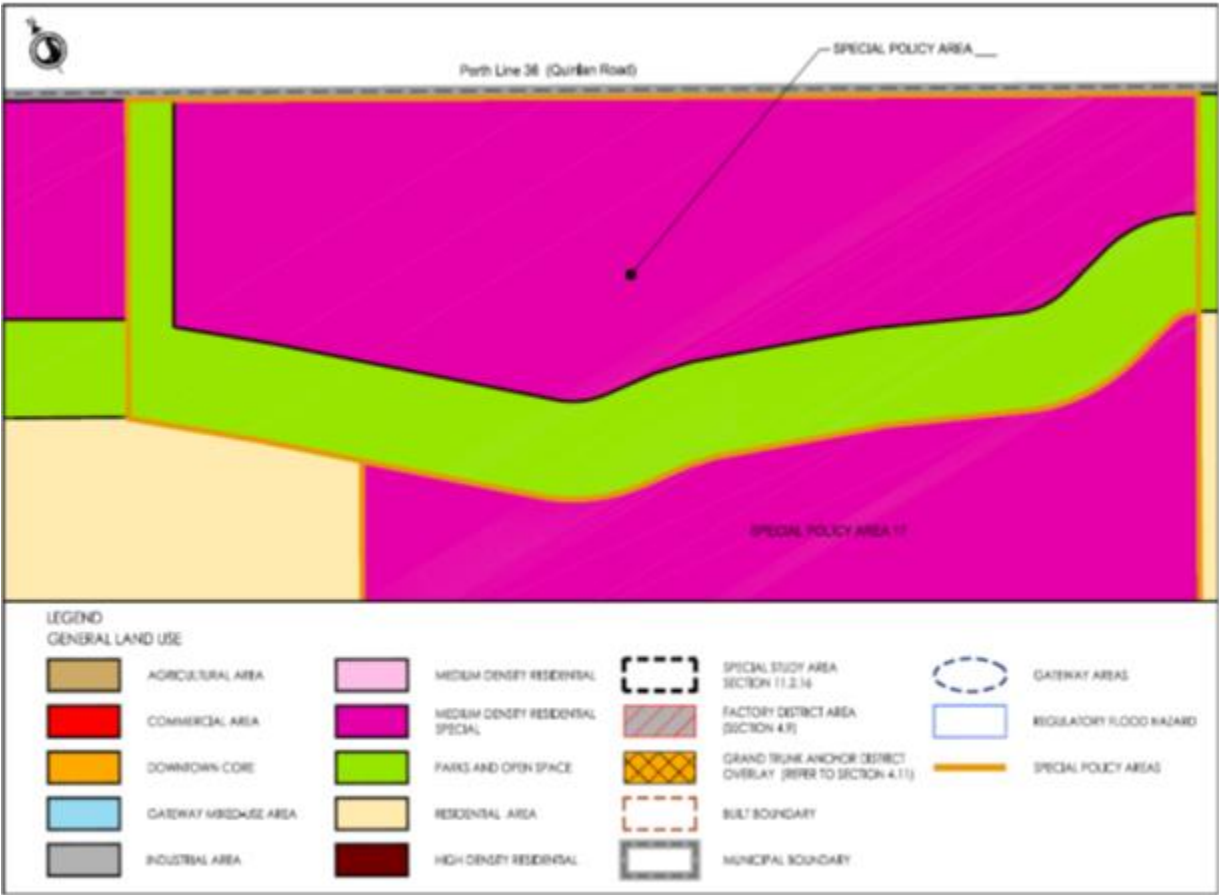 SPECIAL POLICY AREA___
Perth Line 36 (Quinlan Road)
SPECIAL POLICY AREA 17
LEGEND
GENERAL LAND USE
AGRICULTURAL AREA
COMMERCIAL AREA
DOWNTOWN CORE
GATEWAY MIXED-USE AREA
INDUSTRIAL AREA
MEDIUM DENSITY RESIDENTIAL
MEDIUM DENSITY RESIDENTIAL
SPECIAL
PARKS AND OPEN SPACE
RESIDENTIAL AREA
HIGH DENSITY RESIDENTIAL
SPECIAL STUDY AREA
SECTION 11.2.16
FACTORY DISTRICT AREA
(SECTION 4.9)
GRAND TRUNK ANCHOR DISTRICT
OVERLAY (REFER TO SECTION 4.11)
BUILT BOUNDARY
MUNICIPAL BOUNDARY
GATEWAY AREAS
REGULATORY FLOOD HAZARD
SPECIAL POLICY AREAS